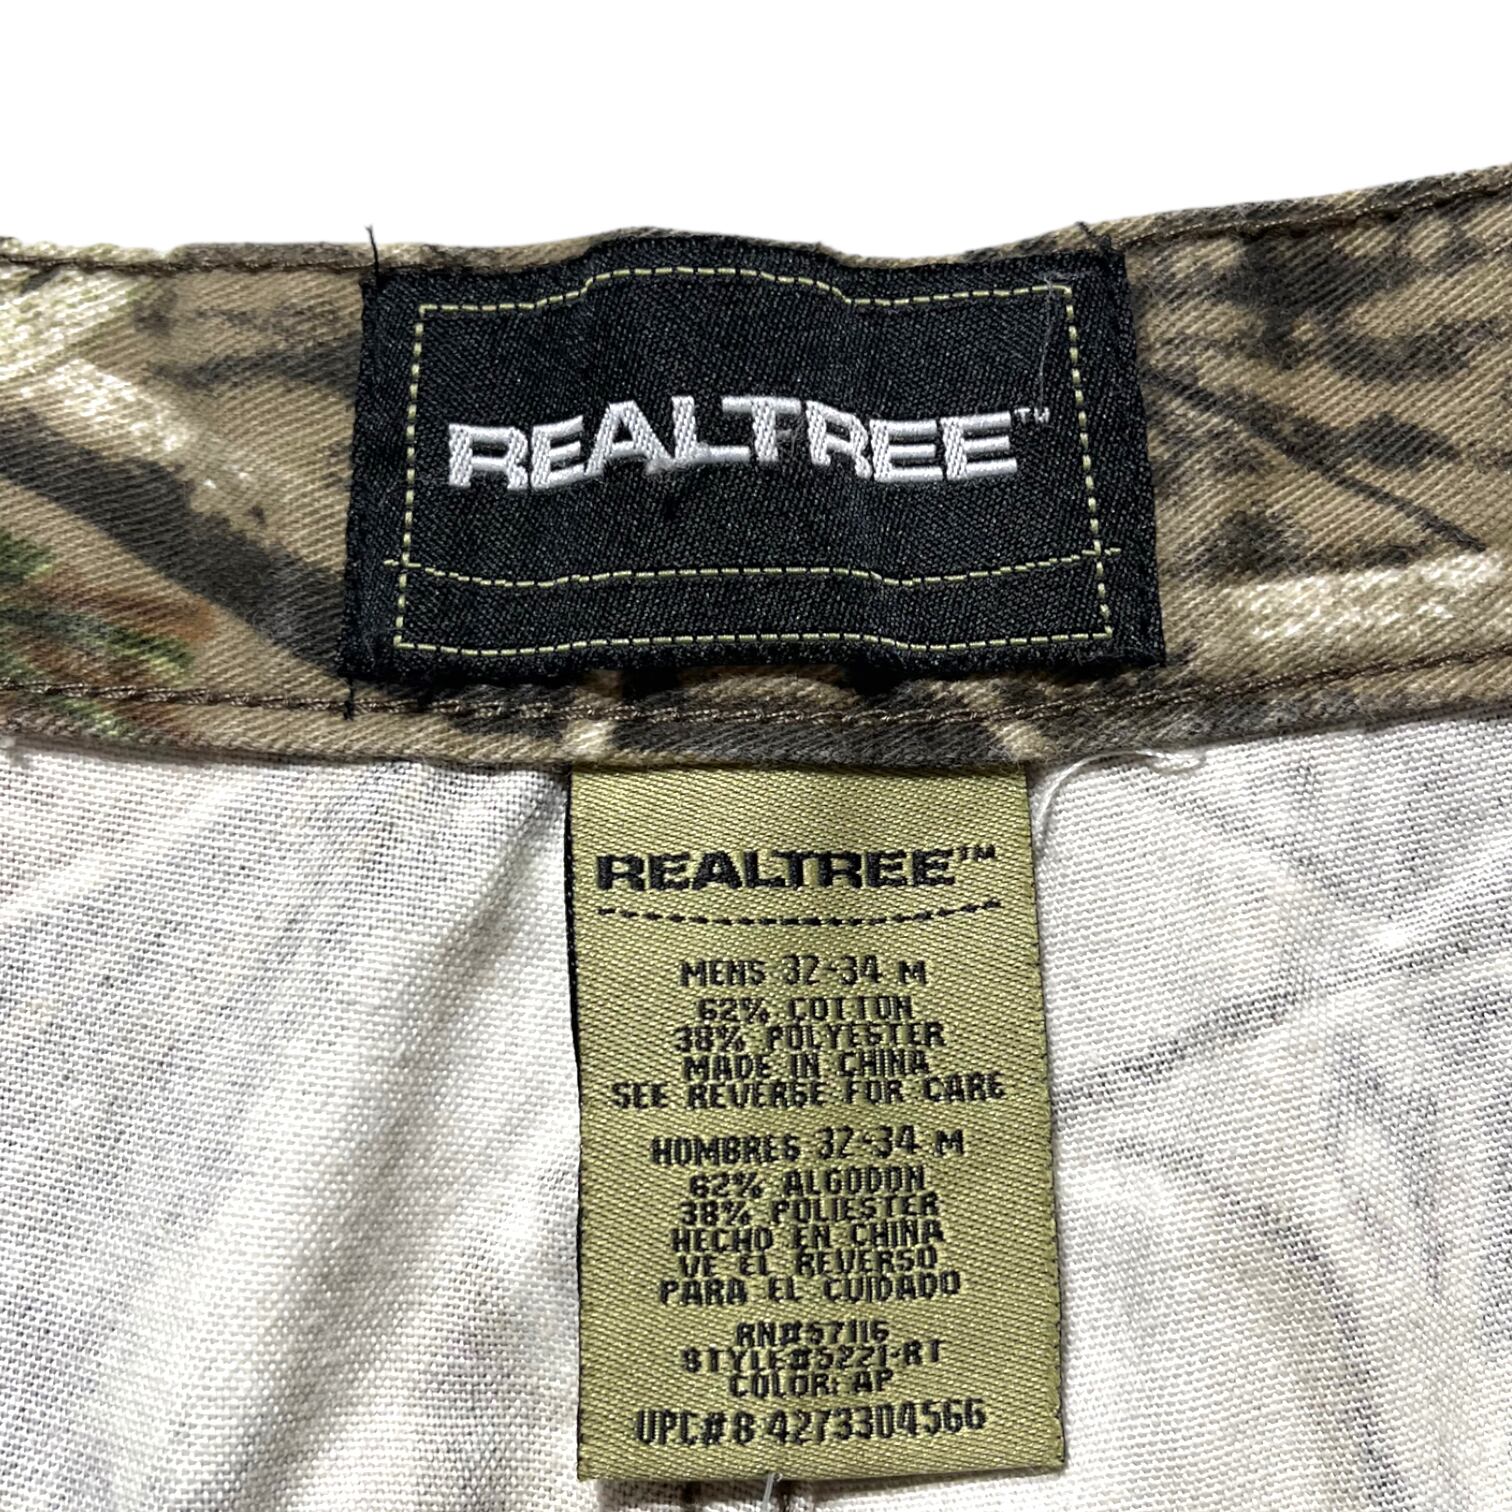 REALTREE™
REALTREE™
MENS 32-34 M
62% COTTON
38% POLYESTER
MADE IN CHINA
SEE REVERSE FOR CARE
HOMBRES 32-34 M
62% ALGODON
38% POLIESTER
HECHO EN CHINA
VE EL REVERSO
PARA EL CUIDADO
RN#57116
STYLE#5221-RT
COLOR: AP
UPC#8 4273304566